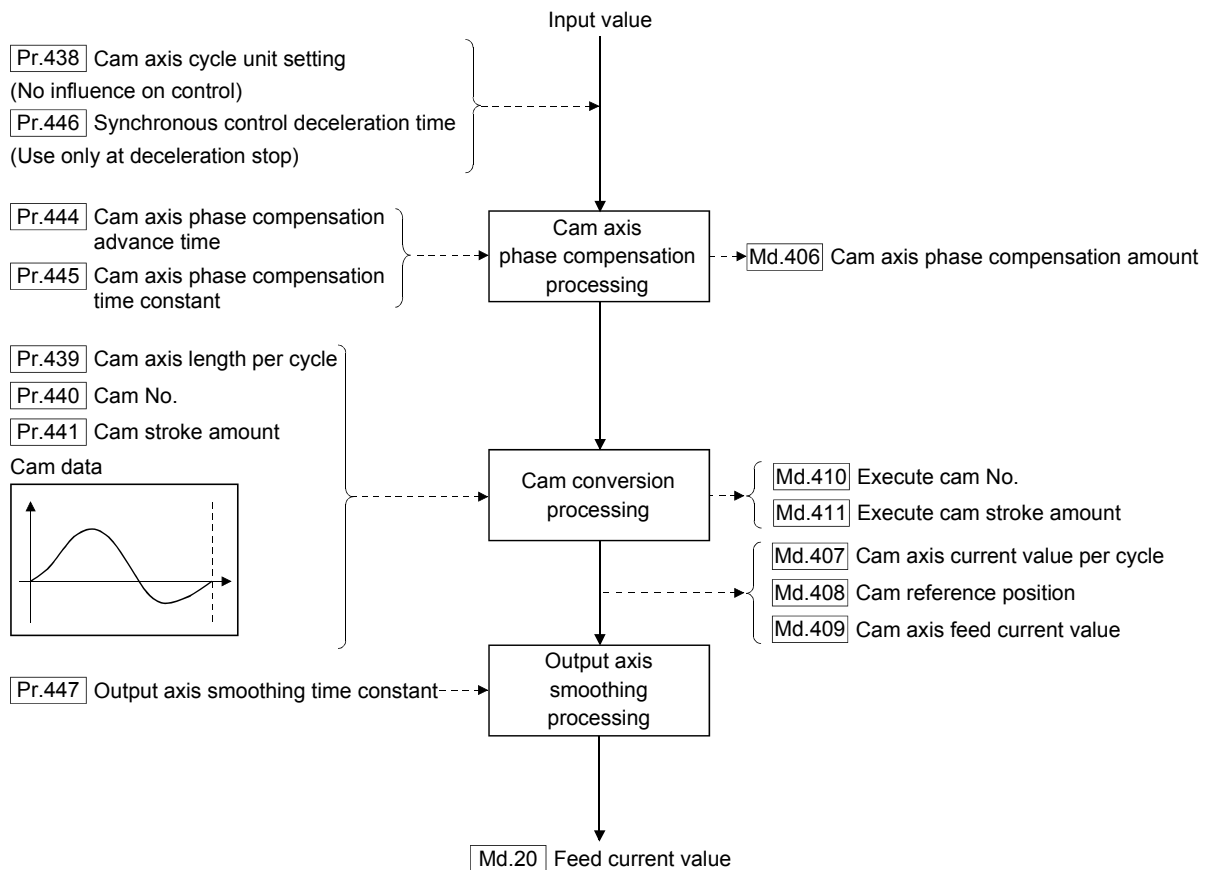 Input value
Pr.438 Cam axis cycle unit setting
(No influence on control)
Pr.446 Synchronous control deceleration time
(Use only at deceleration stop)
Pr.444 Cam axis phase compensation
advance time
Pr.445 Cam axis phase compensation
time constant
Cam axis
phase compensation
processing
Md.406 Cam axis phase compensation amount
Pr.439 Cam axis length per cycle
Pr.440 Cam No.
Pr.441 Cam stroke amount
Cam data
Cam conversion
processing
Md.410 Execute cam No.
Md.411 Execute cam stroke amount
Md.407 Cam axis current value per cycle
Md.408 Cam reference position
Md.409 Cam axis feed current value
Pr.447 Output axis smoothing time constant
Output axis
smoothing
processing
Md.20 Feed current value